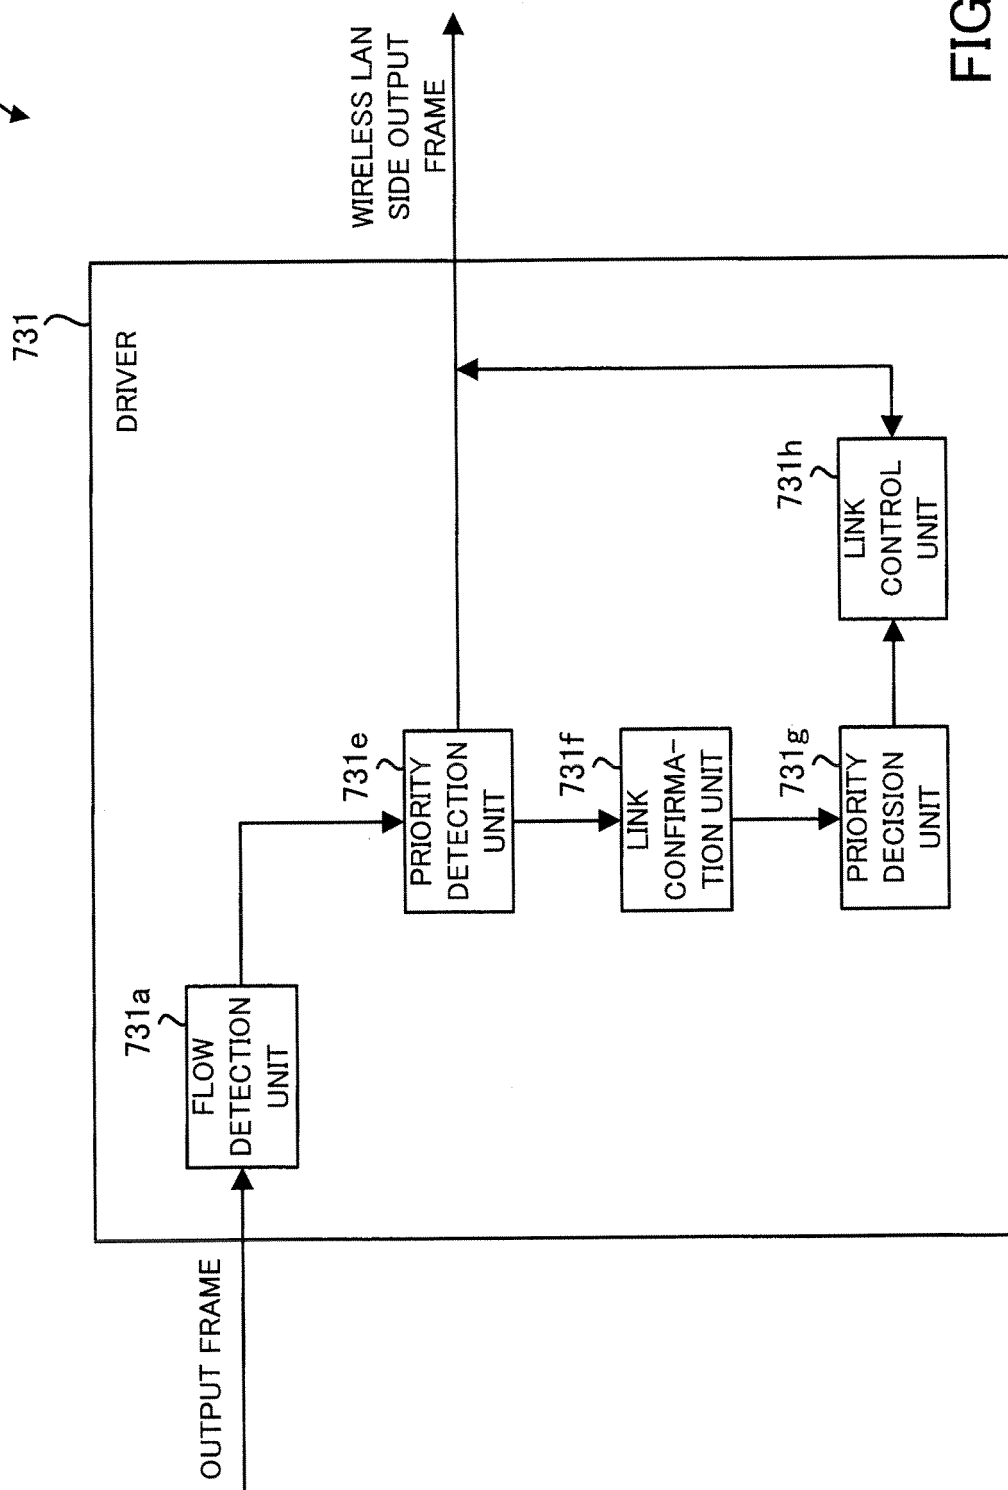 FIG
731
DRIVER
OUTPUT FRAME
731a
FLOW
DETECTION
UNIT
731e
PRIORITY
DETECTION
UNIT
731f
LINK
CONFIRMA-
TION UNIT
731g
PRIORITY
DECISION
UNIT
731h
LINK
CONTROL
UNIT
WIRELESS LAN
SIDE OUTPUT
FRAME